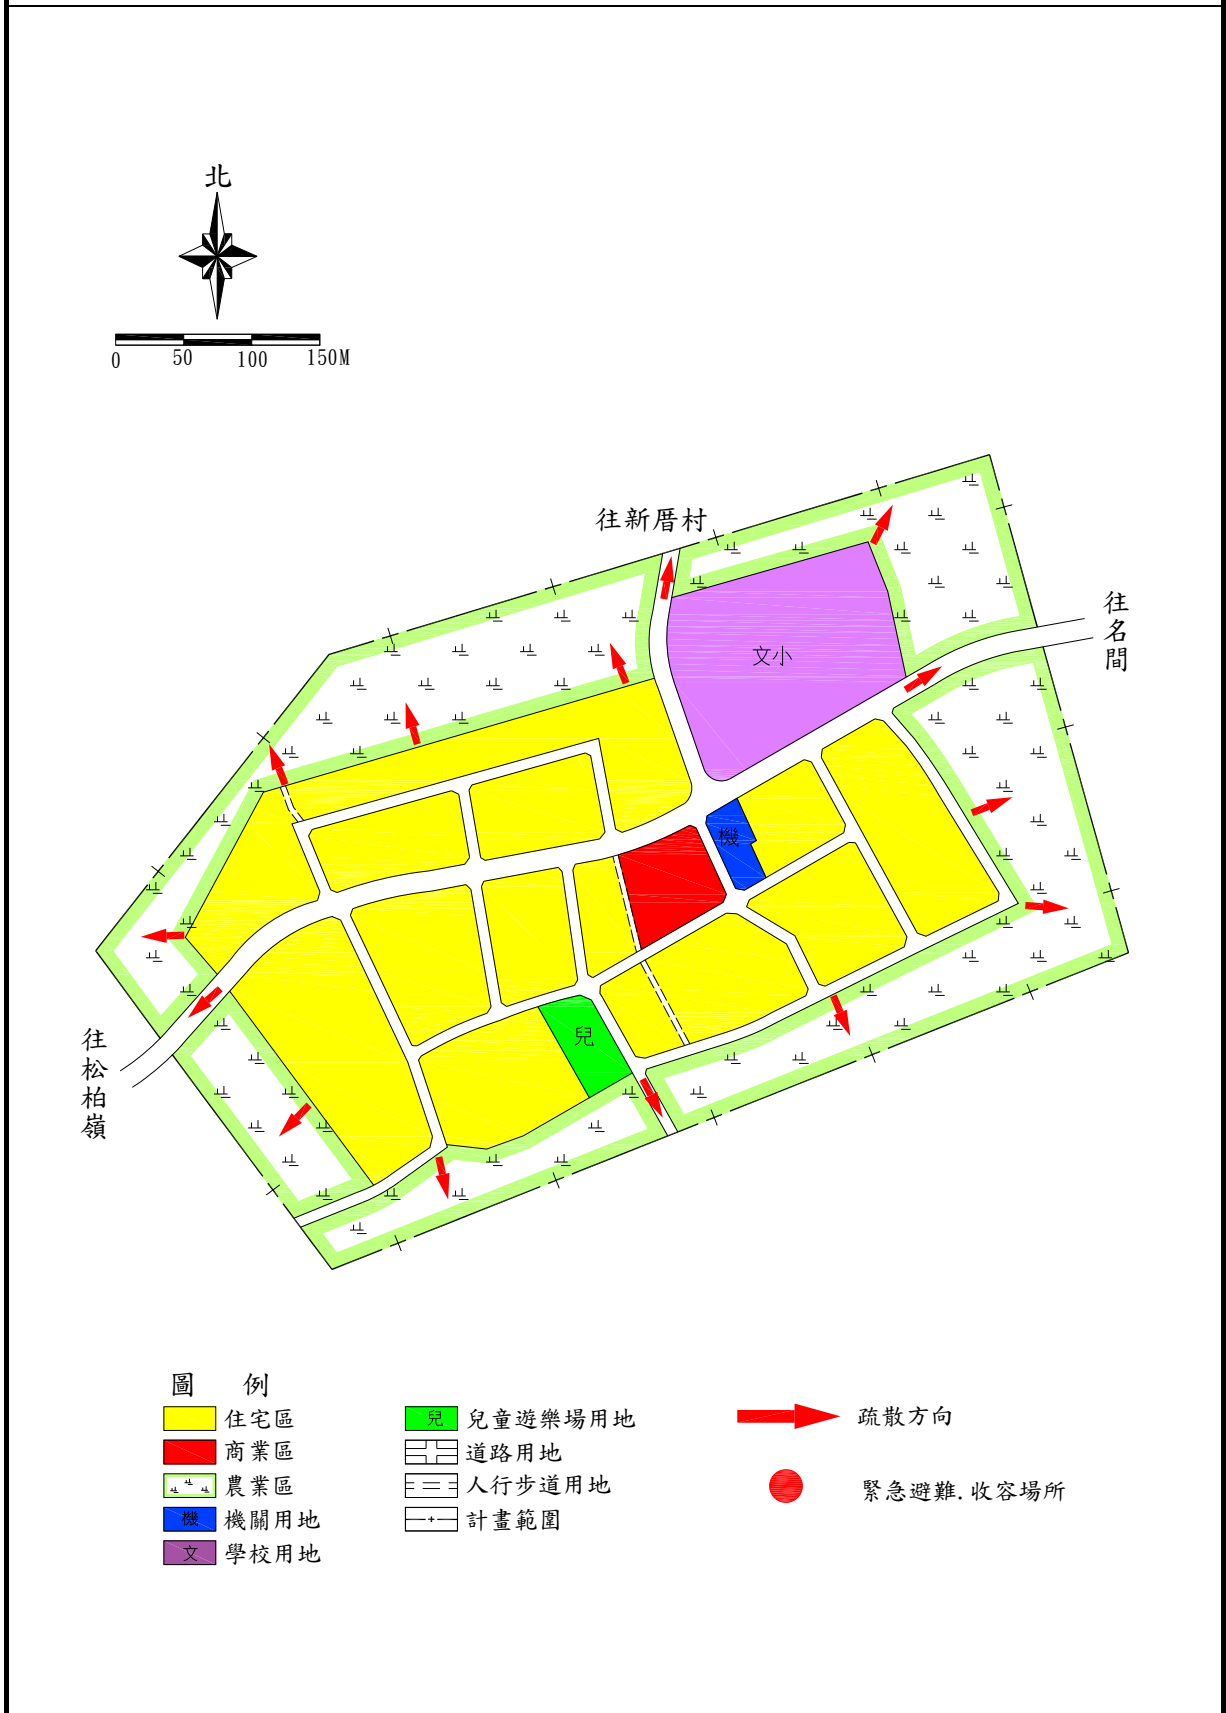 北
0 50 100 150M
往新厝村
往名間
文小
機
兒
往松柏嶺
圖例
住宅區
商業區
農業區
機 機關用地
文 學校用地
兒 兒童遊樂場用地
道路用地
人行步道用地
計畫範圍
疏散方向
緊急避難.收容場所